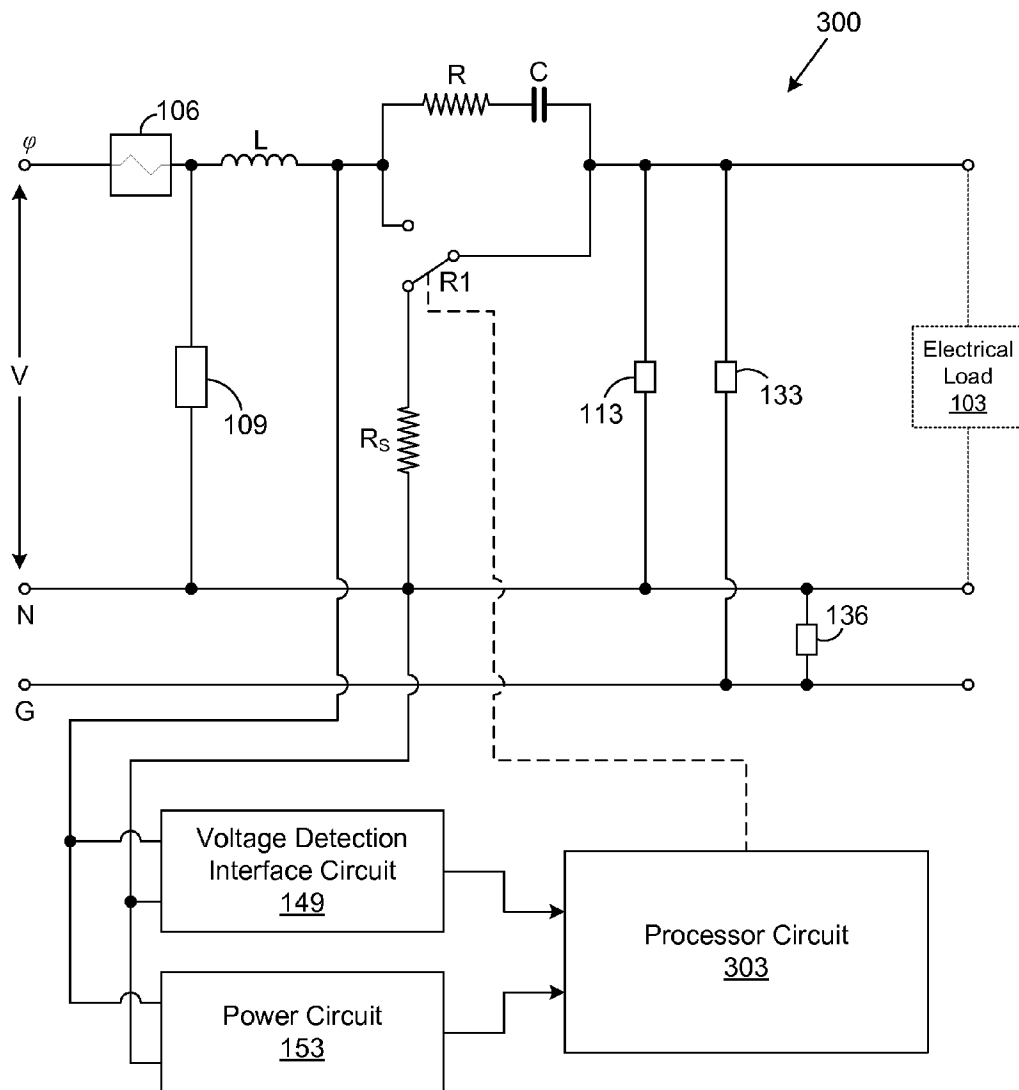 300
R
C
106
φ
L
R1
V
109
113
133
Electrical
Load
103
RS
N
136
G
Voltage Detection
Interface Circuit
149
Processor Circuit
303
Power Circuit
153